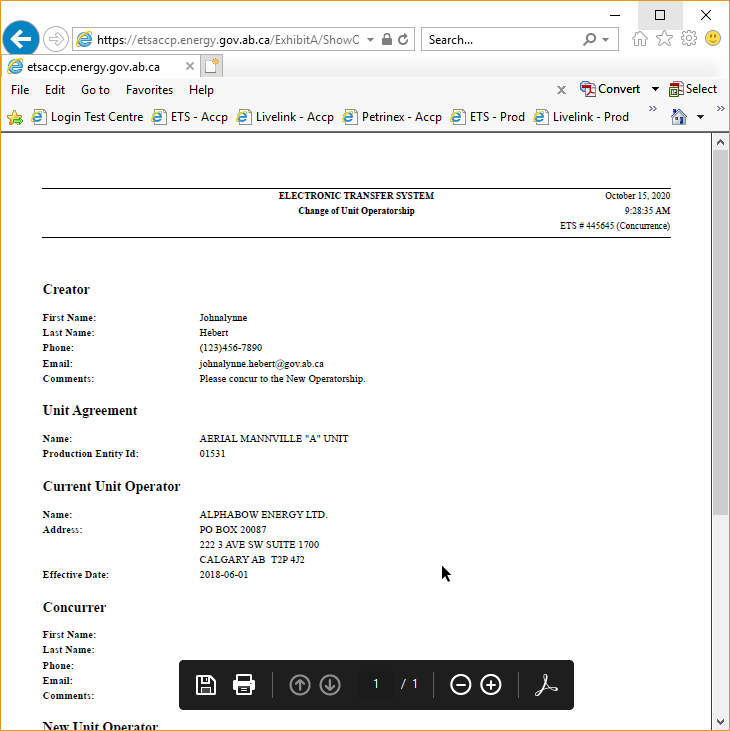 https://etsaccp.energy.gov.ab.ca/ExhibitA/ShowC
Search...
etsaccp.energy.gov.ab.ca
File Edit Go to Favorites Help
x Convert Select
Login Test Centre ETS - Accp Livelink - Accp Petrinex - Accp ETS - Prod Livelink - Prod
ELECTRONIC TRANSFER SYSTEM October 15, 2020
Change of Unit Operatorship 9:28:35 AM
ETS # 445645 (Concurrence)
Creator
First Name: Johnalynne
Last Name: Hebert
Phone: (123)456-7890
Email: johnalynne.hebert@gov.ab.ca
Comments: Please concur to the New Operatorship.
Unit Agreement
Name: AERIAL MANNVILLE "A" UNIT
Production Entity Id: 01531
Current Unit Operator
Name: ALPHABOW ENERGY LTD.
Address: PO BOX 20087
222 3 AVE SW SUITE 1700
CALGARY AB T2P 4J2
Effective Date: 2018-06-01
Concurrer
First Name:
Last Name:
Phone:
Email:
Comments:
1 / 1
New Unit Operator